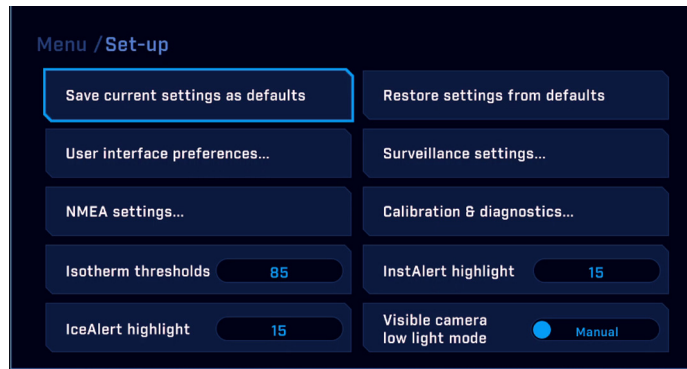 Menu / Set-up
Save current settings as defaults
Restore settings from defaults
User interface preferences...
Surveillance settings...
NMEA settings...
Calibration & diagnostics...
Isotherm thresholds 85
InstAlert highlight 15
IceAlert highlight 15
Visible camera
low light mode Manual